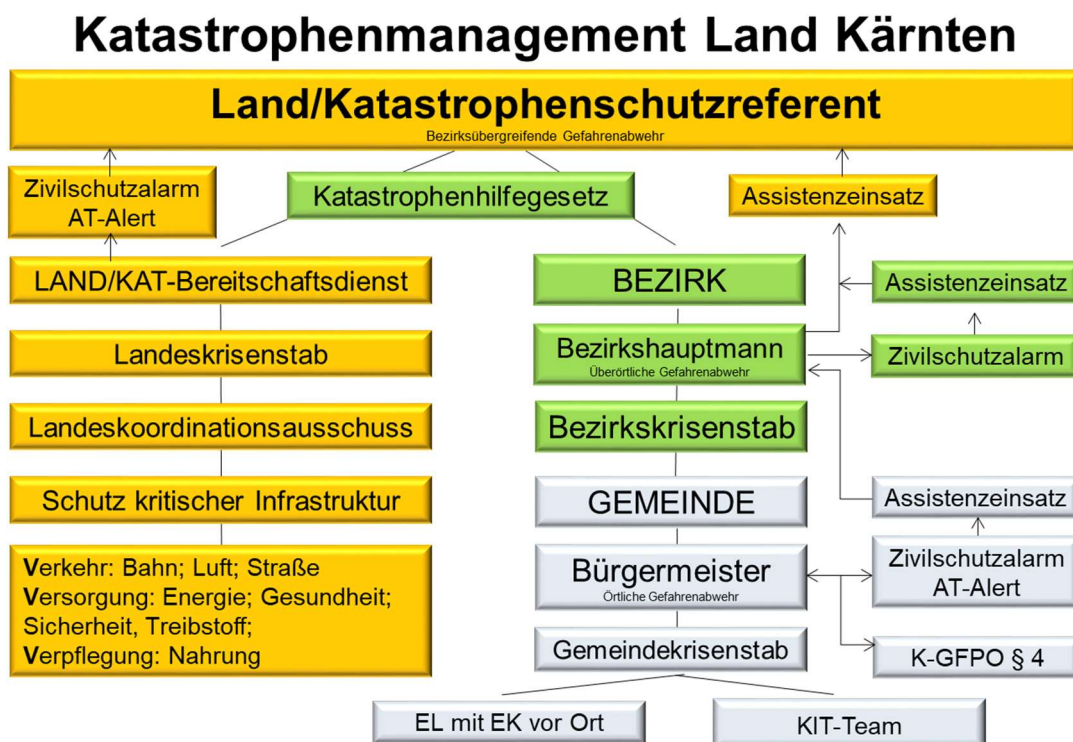 Katastrophenmanagement Land Kärnten
Land/Katastrophenschutzreferent
Bezirksübergreifende Gefahrenabwehr
Zivilschutzalarm
AT-Alert
Katastrophenhilfegesetz
Assistenzeinsatz
LAND/KAT-Bereitschaftsdienst
Landeskrisenstab
Landeskoordinationsausschuss
Schutz kritischer Infrastruktur
Verkehr: Bahn; Luft; Straße
Versorgung: Energie; Gesundheit;
Sicherheit, Treibstoff;
Verpflegung: Nahrung
BEZIRK
Assistenzeinsatz
Bezirkshauptmann
Überörtliche Gefahrenabwehr
Zivilschutzalarm
Bezirkskrisenstab
GEMEINDE
Assistenzeinsatz
Bürgermeister
Örtliche Gefahrenabwehr
Zivilschutzalarm
AT-Alert
Gemeindekrisenstab
K-GFPO § 4
EL mit EK vor Ort
KIT-Team